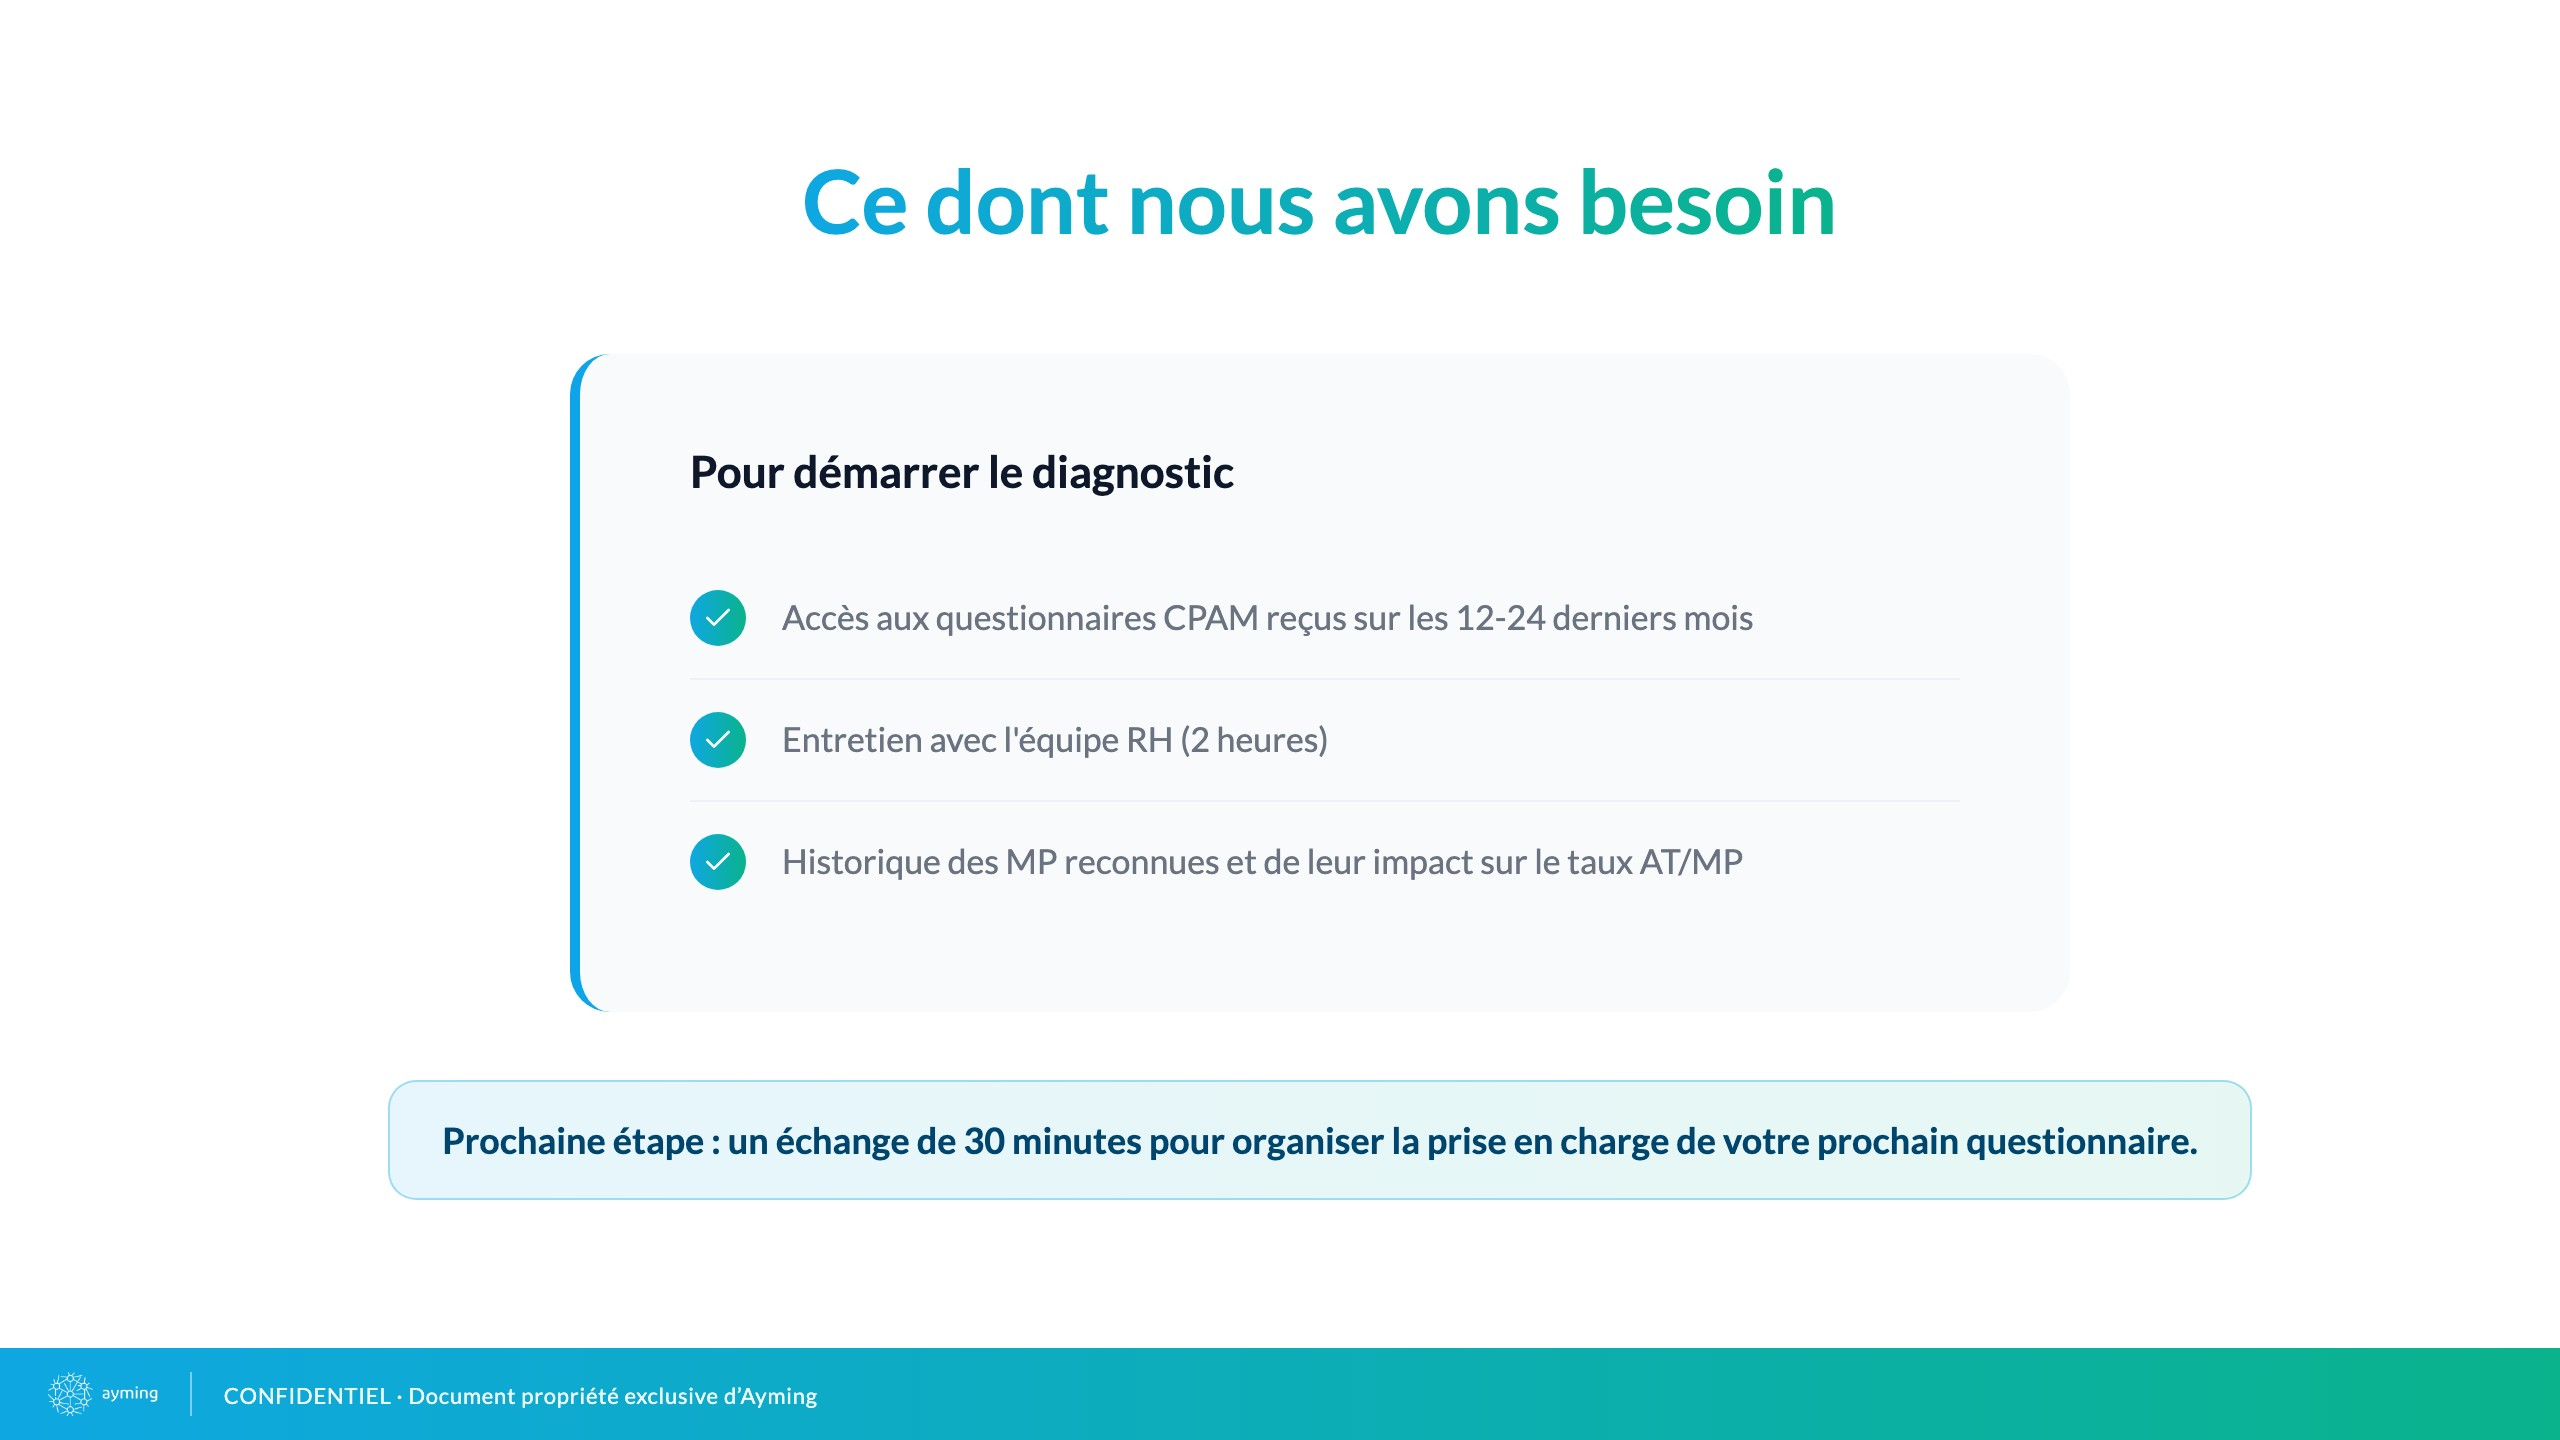 Ce dont nous avons besoin
Pour démarrer le diagnostic
Accès aux questionnaires CPAM reçus sur les 12-24 derniers mois
Entretien avec l'équipe RH (2 heures)
Historique des MP reconnues et de leur impact sur le taux AT/MP
Prochaine étape : un échange de 30 minutes pour organiser la prise en charge de votre prochain questionnaire.
ayming
CONFIDENTIEL · Document propriété exclusive d’Ayming